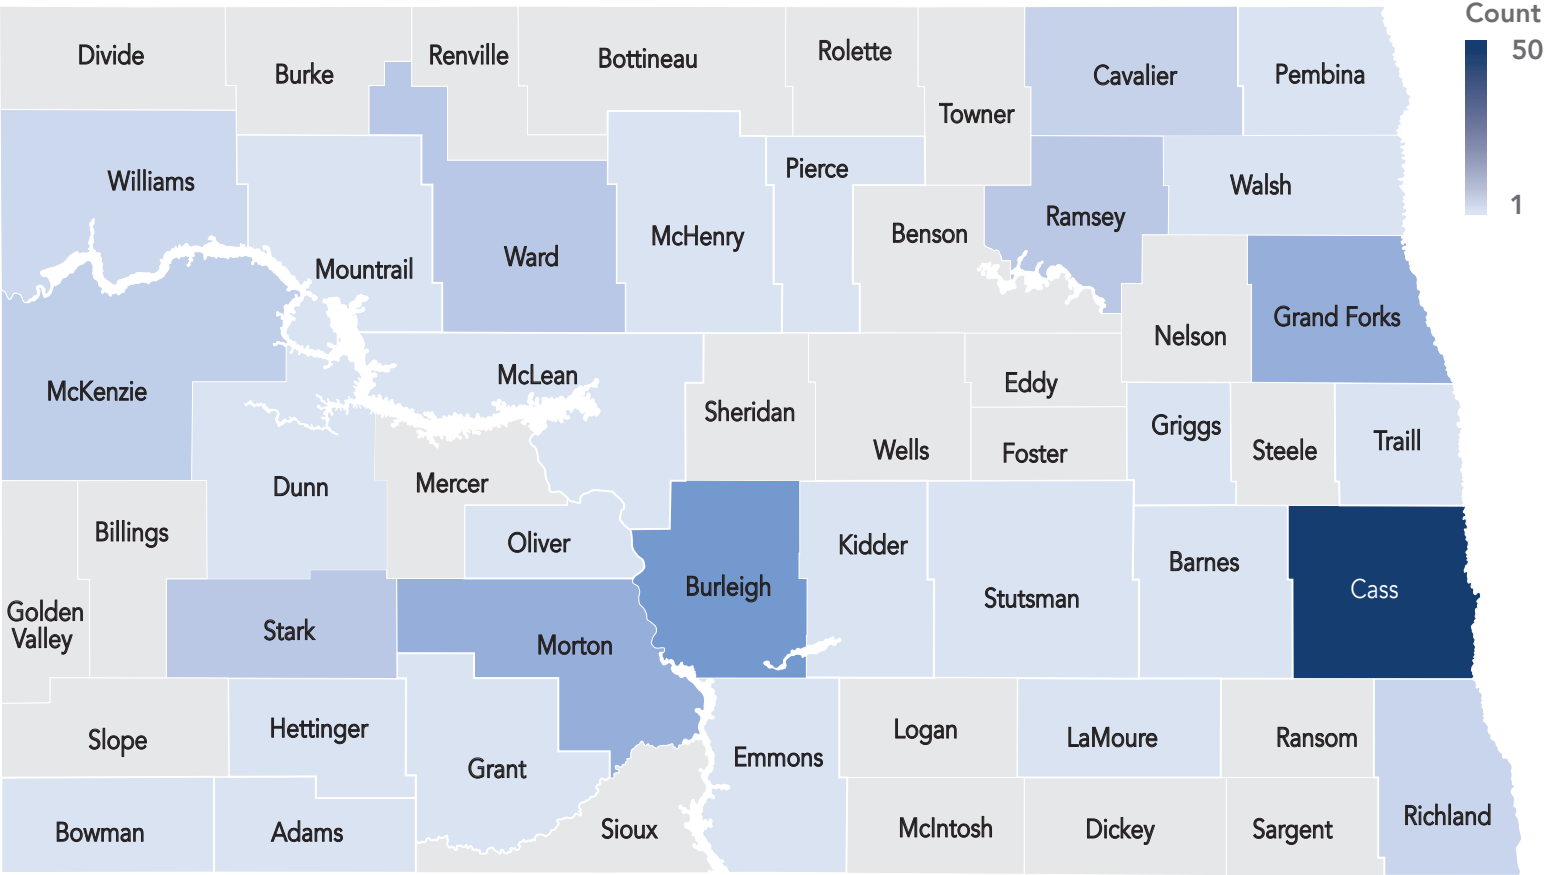 Count
50
1
Divide
Burke
Renville
Bottineau
Rolette
Towner
Cavalier
Pembina
Williams
Mountrail
Ward
McHenry
Pierce
Benson
Ramsey
Walsh
Nelson
Grand Forks
McKenzie
McLean
Sheridan
Wells
Eddy
Foster
Griggs
Steele
Traill
Dunn
Mercer
Oliver
Billings
Golden
Valley
Stark
Morton
Burleigh
Kidder
Stutsman
Barnes
Cass
Slope
Hettinger
Grant
Emmons
Logan
LaMoure
Ransom
Richland
Bowman
Adams
Sioux
McIntosh
Dickey
Sargent